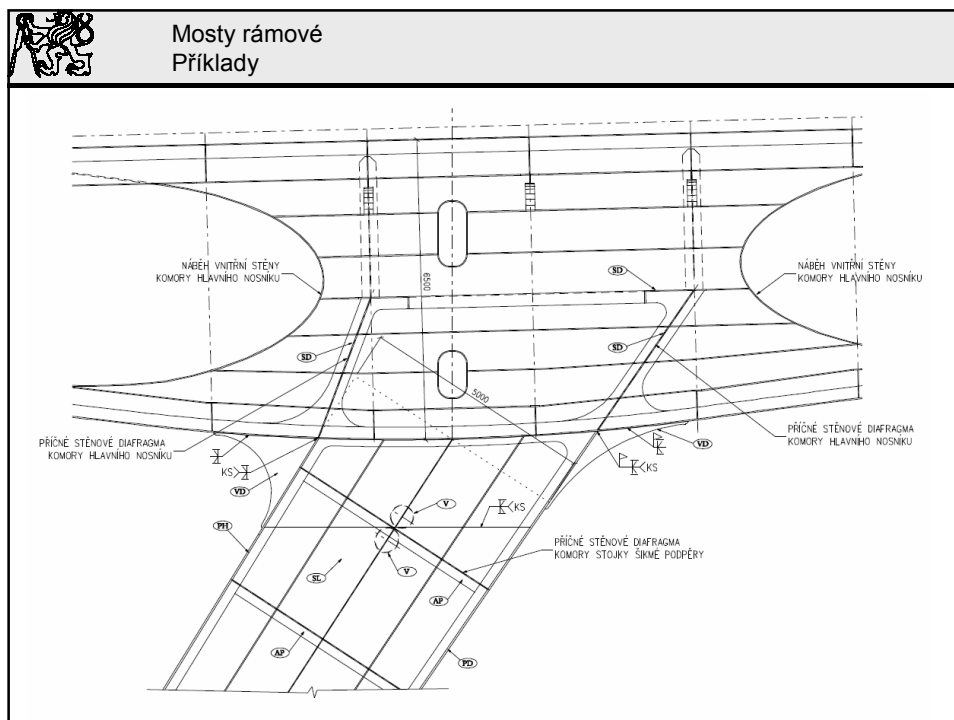 Mosty rámové
Příklady
NÁBĚH VNITŘNÍ STĚNY
KOMORY HLAVNÍHO NOSNÍKU
6500
SD
NÁBĚH VNITŘNÍ STĚNY
KOMORY HLAVNÍHO NOSNÍKU
SD
SD
5000
PŘÍČNÉ STĚNOVÉ DIAFRAGMA
KOMORY HLAVNÍHO NOSNÍKU
PŘÍČNÉ STĚNOVÉ DIAFRAGMA
KOMORY HLAVNÍHO NOSNÍKU
VD
KS
KS
VD
V
KS
PH
PŘÍČNÉ STĚNOVÉ DIAFRAGMA
KOMORY STOJKY ŠIKMÉ PODPĚRY
V
SL
AP
AP
PD